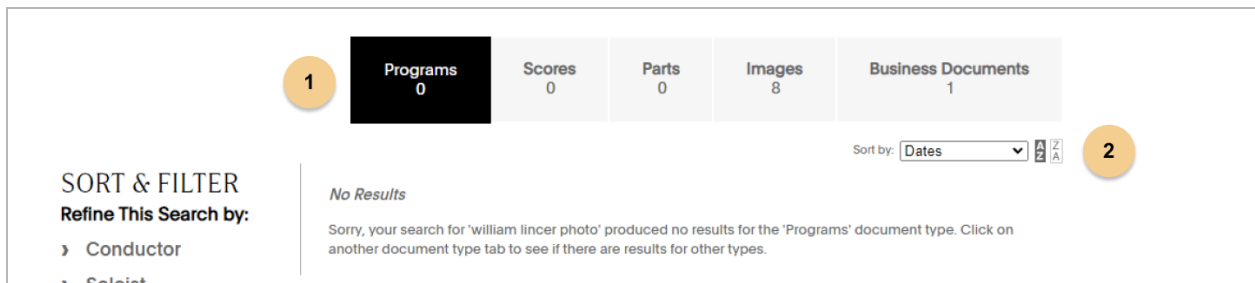 1
Programs
0
Scores
0
Parts
0
Images
8
Business Documents
1
Sort by: Dates
A
Z
Z
A
2
SORT & FILTER
Refine This Search by:
› Conductor
› Soloist
No Results
Sorry, your search for 'william lincer photo' produced no results for the 'Programs' document type. Click on
another document type tab to see if there are results for other types.